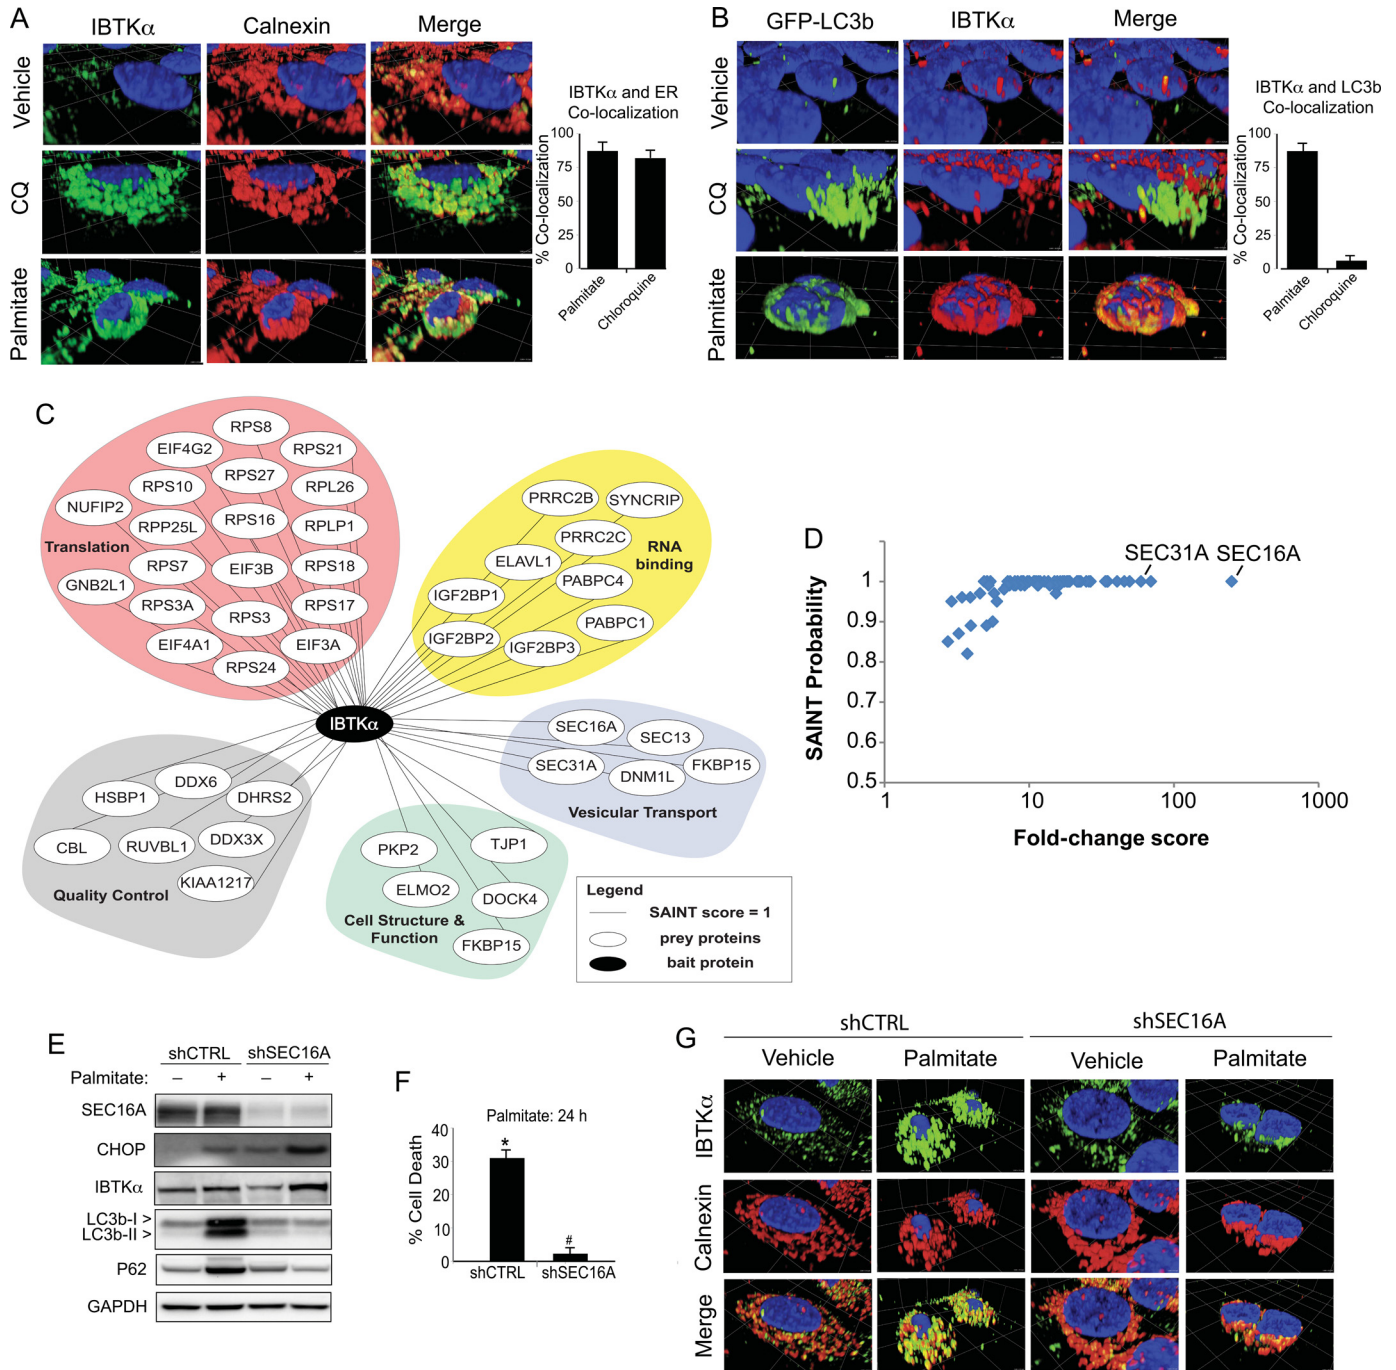 A
IBTKα
Calnexin
Merge
Vehicle
CQ
Palmitate
IBTKα and ER
Co-localization
% Co-localization
100
75
50
25
0
Palmitate
Chloroquine
B
GFP-LC3b
IBTKα
Merge
Vehicle
CQ
Palmitate
IBTKα and LC3b
Co-localization
% Co-localization
100
75
50
25
0
Palmitate
Chloroquine
C
RPS8
EIF4G2
RPS21
RPS27
RPS10
RPL26
NUFIP2
RPS16
RPP25L
RPLP1
Translation
RPS7
EIF3B
RPS18
GNB2L1
RPS3A
RPS17
RPS3
EIF4A1
EIF3A
RPS24
PRRC2B
SYNCRIP
PRRC2C
RNA
binding
ELAVL1
PABPC4
IGF2BP1
PABPC1
IGF2BP2
IGF2BP3
IBTKα
SEC16A
SEC13
SEC31A
DNM1L
FKBP15
Vesicular Transport
DDX6
HSBP1
DHRS2
CBL
RUVBL1
DDX3X
KIAA1217
Quality Control
PKP2
TJP1
ELMO2
DOCK4
Cell Structure &
Function
FKBP15
Legend
SAINT score = 1
prey proteins
bait protein
D
SEC31A
SEC16A
SAINT Probability
1
0.9
0.8
0.7
0.6
0.5
1
10
100
1000
Fold-change score
E
shCTRL
shSEC16A
Palmitate:
–
+
–
+
SEC16A
CHOP
IBTKα
LC3b-I >
LC3b-II >
P62
GAPDH
F
Palmitate: 24 h
% Cell Death
40
30
20
10
0
*
#
shCTRL
shSEC16A
G
shCTRL
shSEC16A
Vehicle
Palmitate
Vehicle
Palmitate
IBTKα
Calnexin
Merge